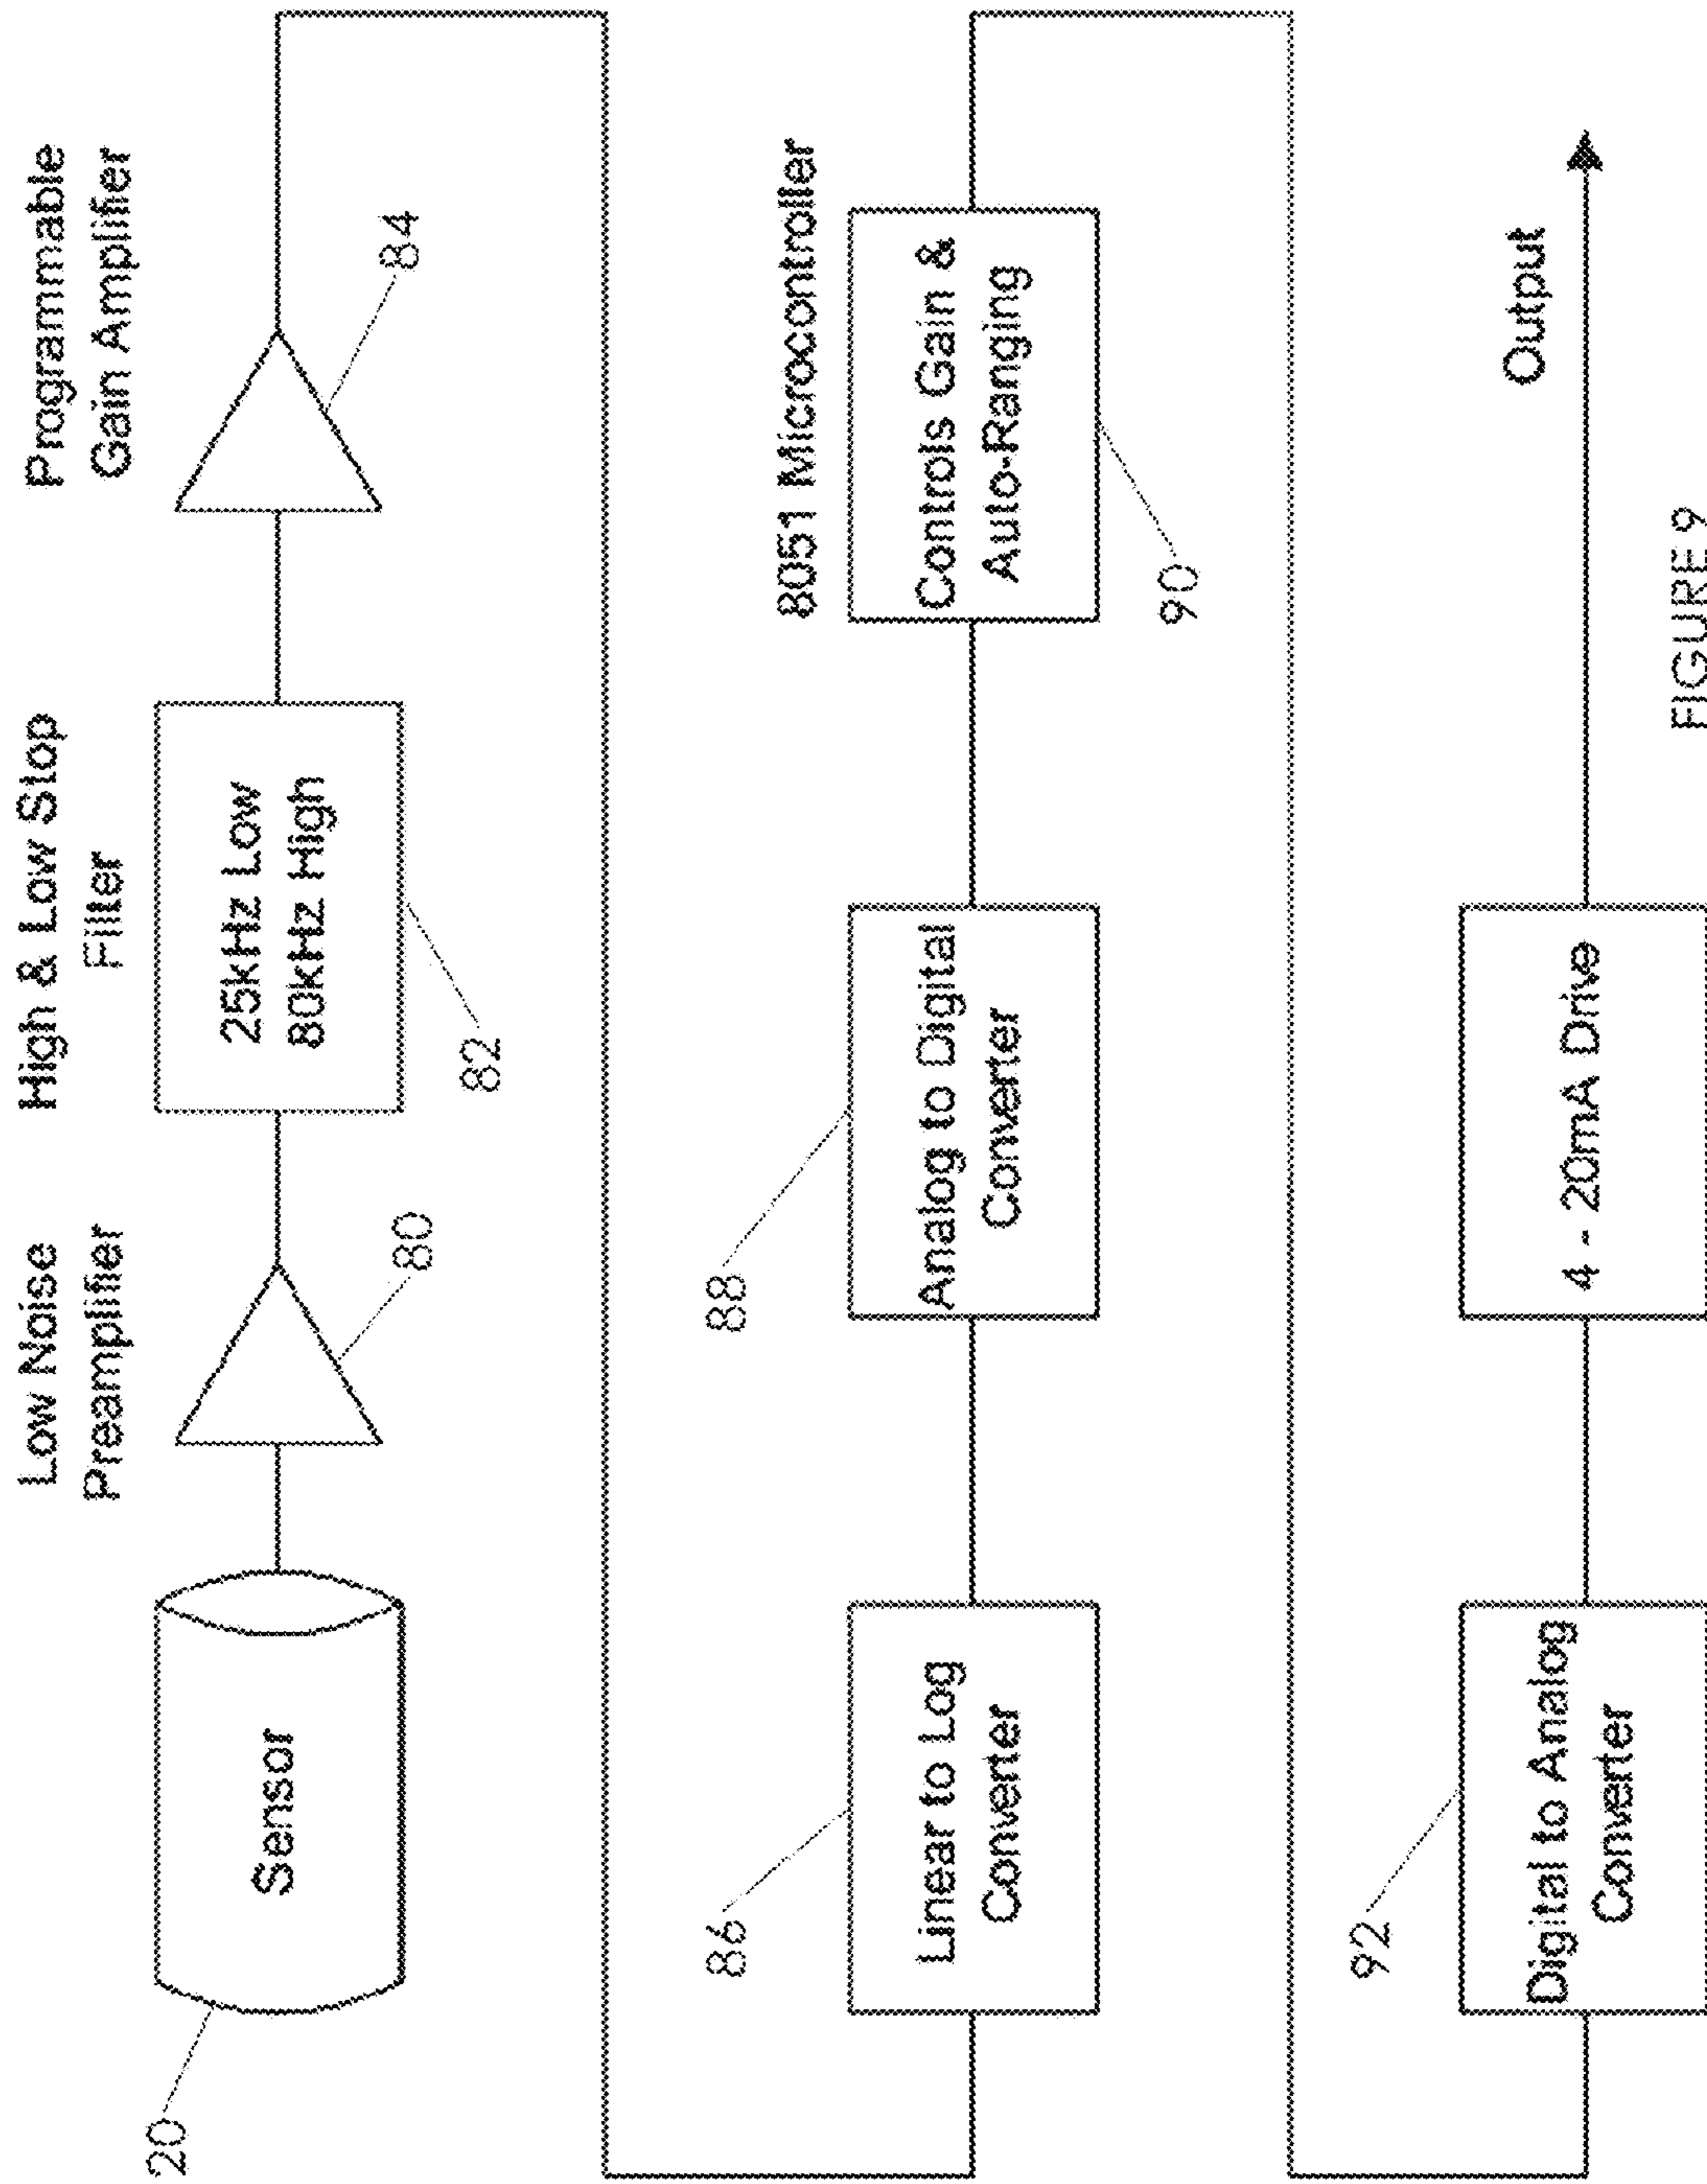 Low Noise
Preamplifier
High & Low Stop
Filter
Programmable
Gain Amplifier
Sensor
25kHz Low
80kHz High
20
80
82
84
8051 Microcontroller
86
88
Linear to Log
Converter
Analog to Digital
Converter
Controls Gain &
Auto-Ranging
90
92
Output
Digital to Analog
Converter
4 - 20mA Drive
FIGURE 9